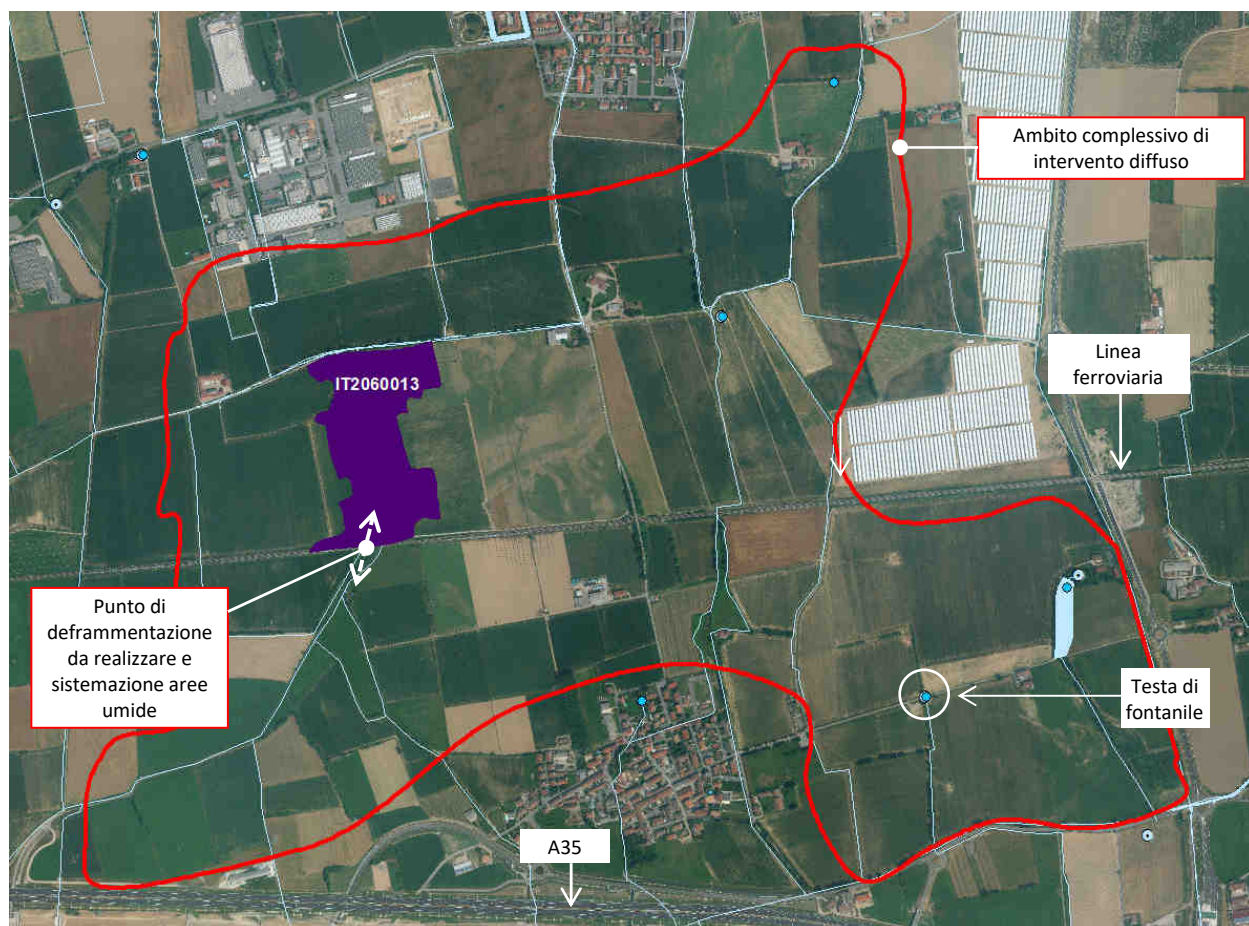 Ambito complessivo di
intervento diffuso
Linea
ferroviaria
IT2060013
Punto di
deframmentazione
da realizzare e
sistemazione aree
umide
Testa di
fontanile
A35